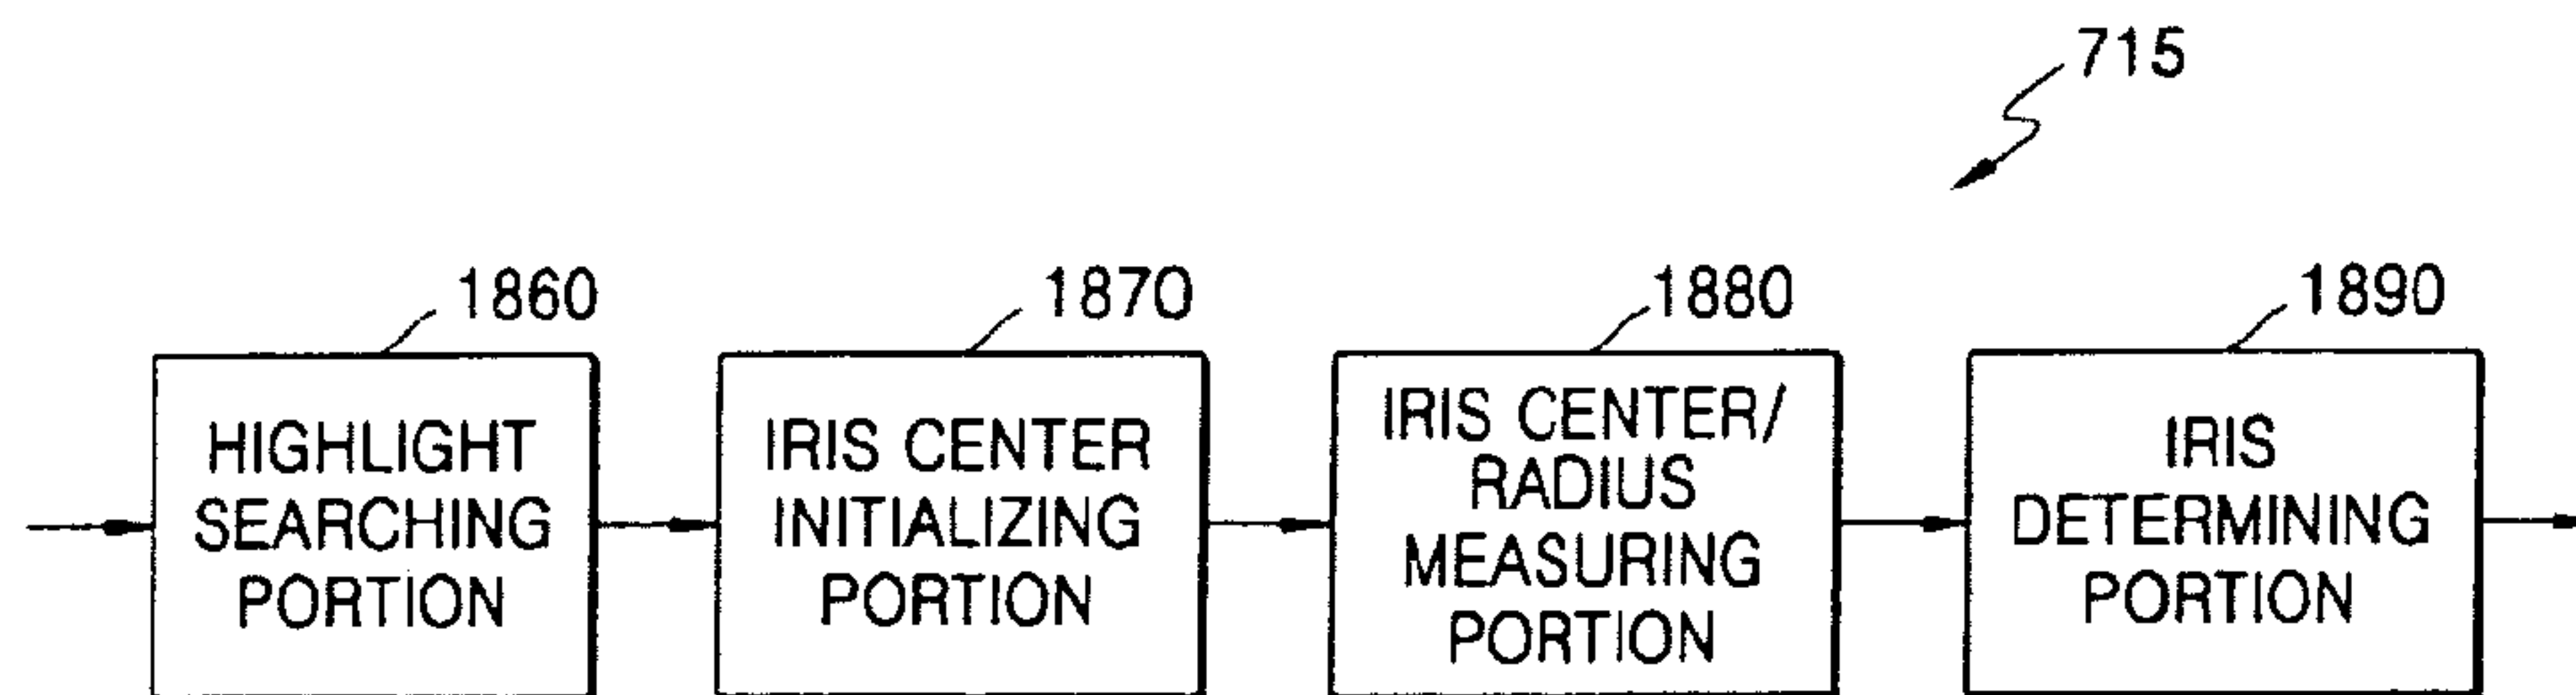 715
1860
1870
1880
1890
HIGHLIGHT
SEARCHING
PORTION
IRIS CENTER
INITIALIZING
PORTION
IRIS CENTER/
RADIUS
MEASURING
PORTION
IRIS
DETERMINING
PORTION